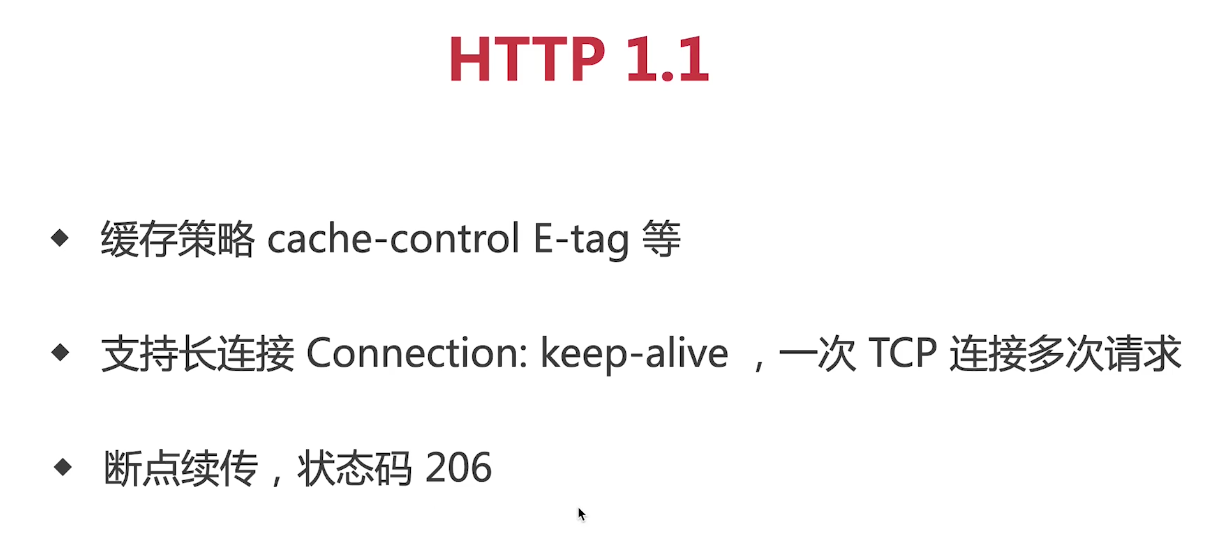 HTTP 1.1
缓存策略 cache-control E-tag 等
支持长连接 Connection: keep-alive ，一次 TCP 连接多次请求
断点续传，状态码 206